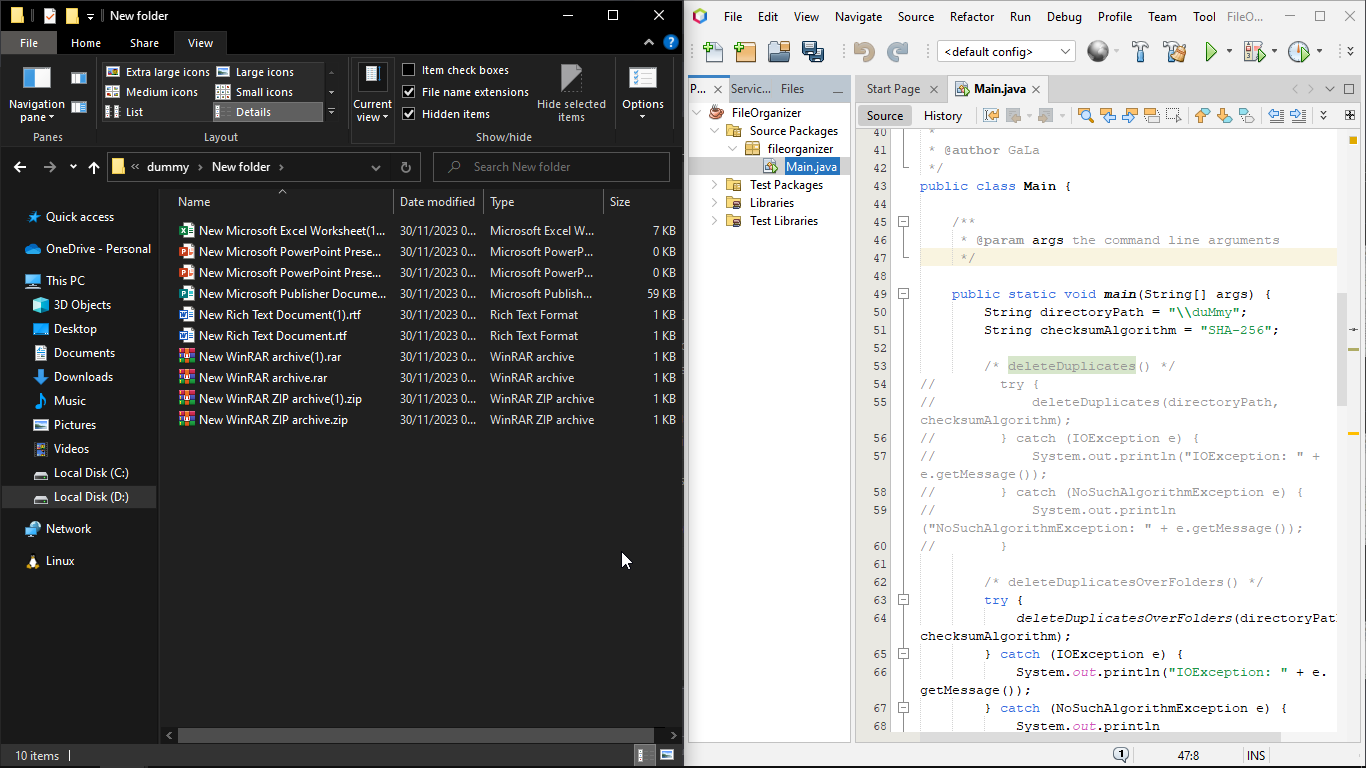 New folder
File Home Share View
Navigation pane
Panes
Extra large icons Large icons
Medium icons Small icons
List Details
Layout
Current view
Item check boxes
File name extensions
Hidden items
Hide selected items
Show/hide
Options
dummy New folder
Search New folder
Quick access
OneDrive - Personal
This PC
3D Objects
Desktop
Documents
Downloads
Music
Pictures
Videos
Local Disk (C:)
Local Disk (D:)
Network
Linux
Name Date modified Type Size
New Microsoft Excel Worksheet(1... 30/11/2023 0... Microsoft Excel W... 7 KB
New Microsoft PowerPoint Prese... 30/11/2023 0... Microsoft PowerP... 0 KB
New Microsoft PowerPoint Prese... 30/11/2023 0... Microsoft PowerP... 0 KB
New Microsoft Publisher Docume... 30/11/2023 0... Microsoft Publish... 59 KB
New Rich Text Document(1).rtf 30/11/2023 0... Rich Text Format 1 KB
New Rich Text Document.rtf 30/11/2023 0... Rich Text Format 1 KB
New WinRAR archive(1).rar 30/11/2023 0... WinRAR archive 1 KB
New WinRAR archive.rar 30/11/2023 0... WinRAR archive 1 KB
New WinRAR ZIP archive(1).zip 30/11/2023 0... WinRAR ZIP archive 1 KB
New WinRAR ZIP archive.zip 30/11/2023 0... WinRAR ZIP archive 1 KB
10 items
File Edit View Navigate Source Refactor Run Debug Profile Team Tool FileO...
<default config>
P... Servic... Files
FileOrganizer
Source Packages
fileorganizer
Main.java
Test Packages
Libraries
Test Libraries
Start Page Main.java
Source History
40 *
41 * @author GaLa
42 */
43 public class Main {
44
45 /**
46 * @param args the command line arguments
47 */
48
49 public static void main(String[] args) {
50 String directoryPath = "\\duMmy";
51 String checksumAlgorithm = "SHA-256";
52
53 /* deleteDuplicates() */
54 // try {
55 // deleteDuplicates(directoryPath,
checksumAlgorithm);
56 // } catch (IOException e) {
57 // System.out.println("IOException: " +
e.getMessage());
58 // } catch (NoSuchAlgorithmException e) {
59 // System.out.println
("NoSuchAlgorithmException: " + e.getMessage());
60 // }
61
62 /* deleteDuplicatesOverFolders() */
63 try {
64 deleteDuplicatesOverFolders(directoryPat
checksumAlgorithm);
65 } catch (IOException e) {
66 System.out.println("IOException: " + e.
getMessage());
67 } catch (NoSuchAlgorithmException e) {
68 System.out.println
1 47:8 INS